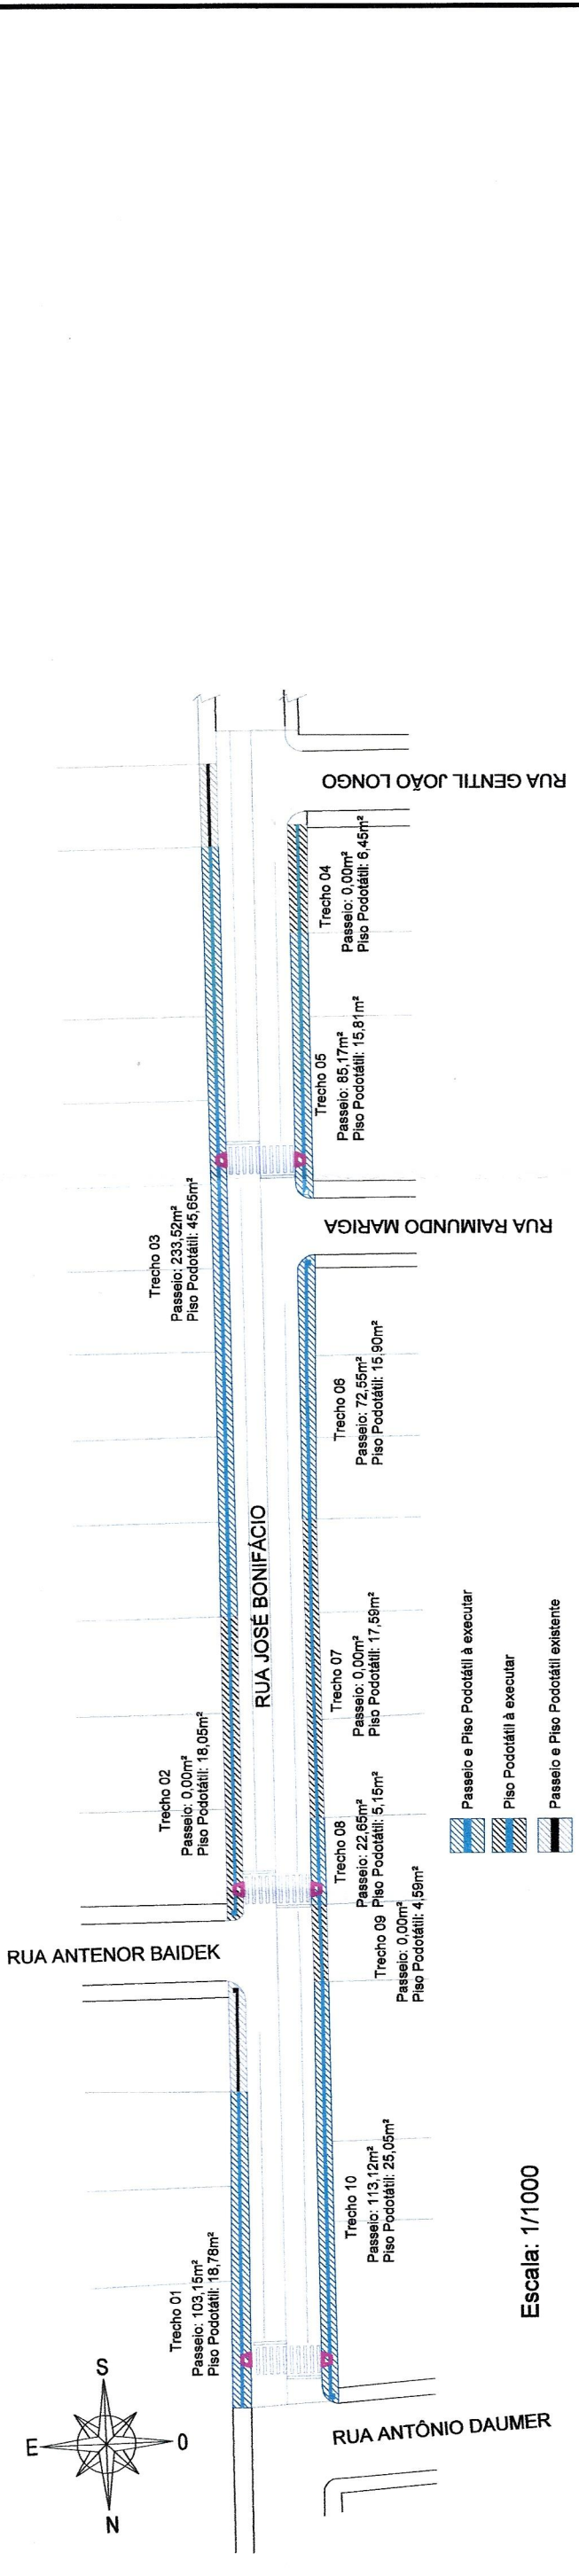 RUA GENTIL JOÃO LONGO
Trecho 04
Passeio: 0,00m²
Piso Podotátil: 6,45m²
Trecho 05
Passeio: 85,17m²
Piso Podotátil: 15,81m²
Trecho 03
Passeio: 233,52m²
Piso Podotátil: 45,65m²
RUA RAIMUNDO MARIGA
Trecho 06
Passeio: 72,55m²
Piso Podotátil: 15,90m²
RUA JOSÉ BONIFÁCIO
Trecho 07
Passeio: 0,00m²
Piso Podotátil: 17,59m²
Trecho 02
Passeio: 0,00m²
Piso Podotátil: 18,05m²
Trecho 08
Passeio: 22,65m²
Piso Podotátil: 5,15m²
Trecho 09
Passeio: 0,00m²
Piso Podotátil: 4,59m²
RUA ANTENOR BAIDEK
Passeio e Piso Podotátil à executar
Piso Podotátil à executar
Passeio e Piso Podotátil existente
Trecho 10
Passeio: 113,12m²
Piso Podotátil: 25,05m²
Trecho 01
Passeio: 103,15m²
Piso Podotátil: 18,78m²
Escala: 1/1000
S
E
O
N
RUA ANTÔNIO DAUMER